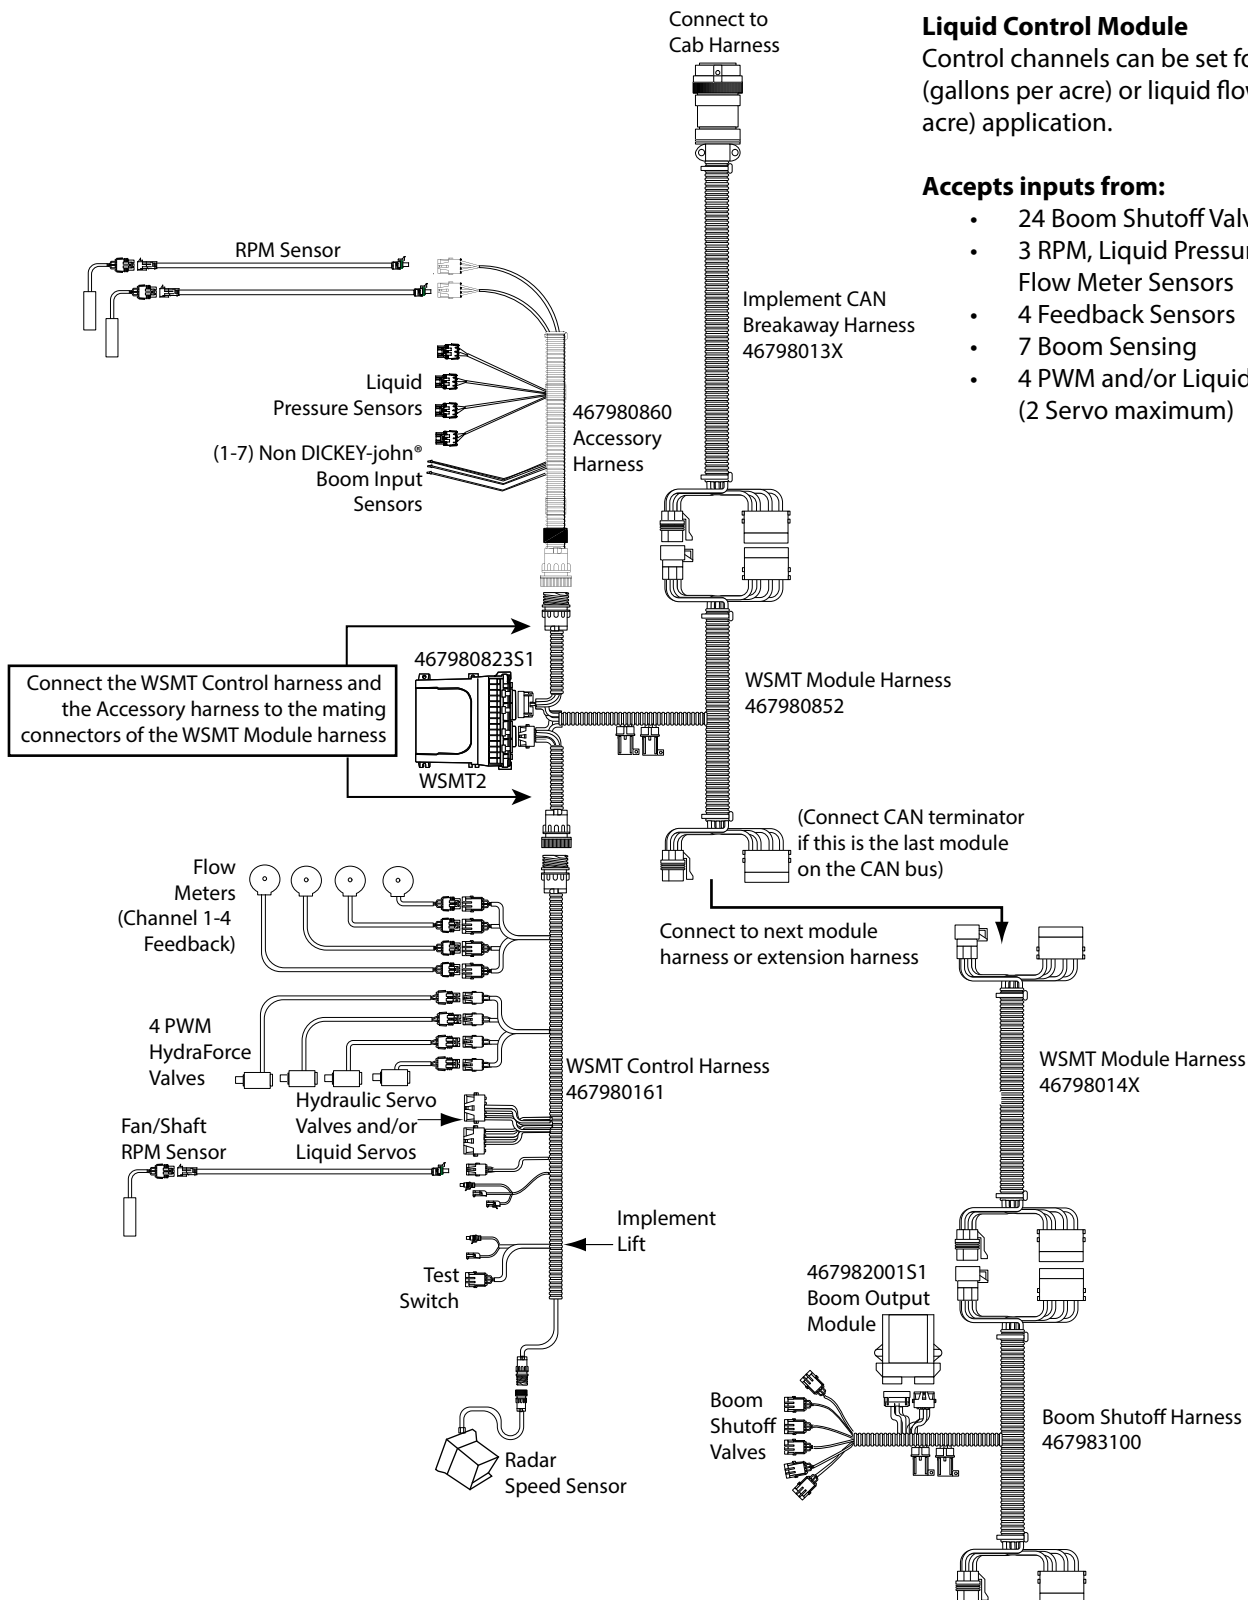 Connect to
Cab Harness
Liquid Control Module
Control channels can be set fo
(gallons per acre) or liquid flo
acre) application.
Accepts inputs from:
• 24 Boom Shutoff Val
• 3 RPM, Liquid Pressu
Flow Meter Sensors
• 4 Feedback Sensors
• 7 Boom Sensing
• 4 PWM and/or Liquid
(2 Servo maximum)
RPM Sensor
Implement CAN
Breakaway Harness
46798013X
Liquid
Pressure Sensors
(1-7) Non DICKEY-john®
Boom Input
Sensors
467980860
Accessory
Harness
467980823S1
WSMT2
Connect the WSMT Control harness and
the Accessory harness to the mating
connectors of the WSMT Module harness
WSMT Module Harness
467980852
(Connect CAN terminator
if this is the last module
on the CAN bus)
Connect to next module
harness or extension harness
Flow
Meters
(Channel 1-4
Feedback)
4 PWM
HydraForce
Valves
WSMT Control Harness
467980161
Hydraulic Servo
Valves and/or
Liquid Servos
Fan/Shaft
RPM Sensor
Implement
Lift
Test
Switch
Radar
Speed Sensor
WSMT Module Harness
46798014X
467982001S1
Boom Output
Module
Boom
Shutoff
Valves
Boom Shutoff Harness
467983100